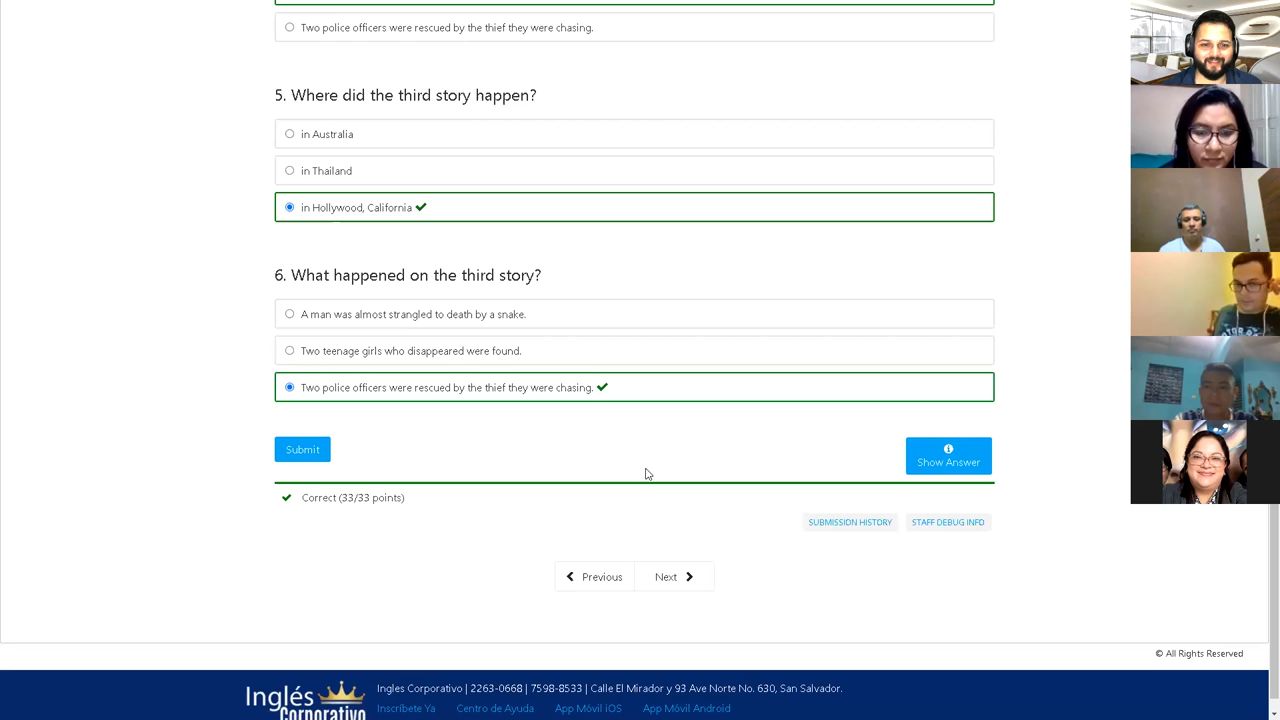 Two police officers were rescued by the thief they were chasing.
5. Where did the third story happen?
in Australia
in Thailand
in Hollywood, California
6. What happened on the third story?
A man was almost strangled to death by a snake.
Two teenage girls who disappeared were found.
Two police officers were rescued by the thief they were chasing.
Submit
Show Answer
Correct (33/33 points)
SUBMISSION HISTORY
STAFF DEBUG INFO
Previous
Next
© All Rights Reserved
Inglés
Corporativo
Ingles Corporativo | 2263-0668 | 7598-8533 | Calle El Mirador y 93 Ave Norte No. 630, San Salvador.
Inscríbete Ya
Centro de Ayuda
App Móvil iOS
App Móvil Android